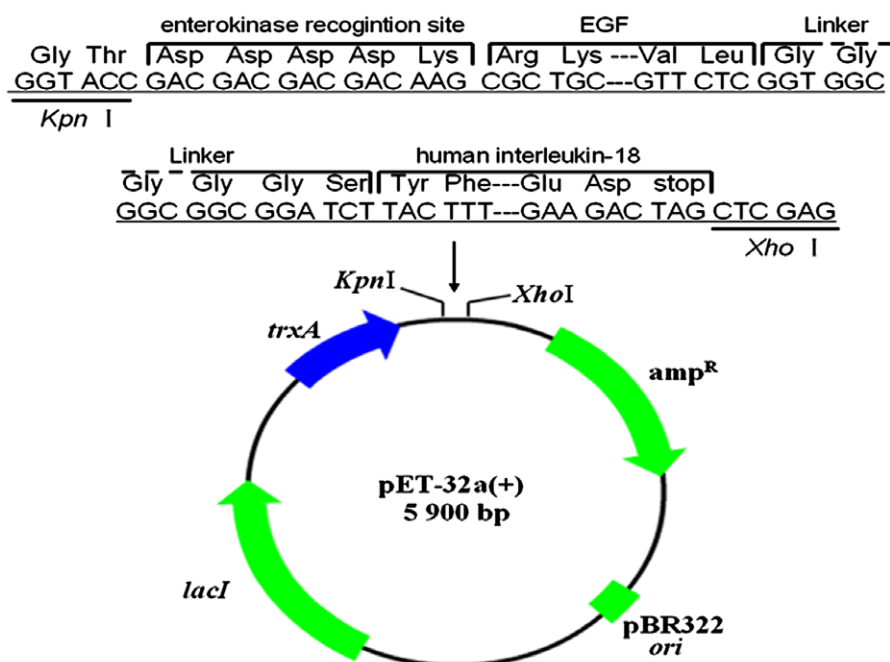 enterokinase recogintion site EGF Linker
Gly Thr Asp Asp Asp Asp Lys Arg Lys ---Val Leu Gly Gly
GGT ACC GAC GAC GAC GAC AAG CGC TGC---GTT CTC GGT GGC
Kpn I
Linker human interleukin-18
Gly Gly Gly Ser Tyr Phe---Glu Asp stop
GGC GGC GGA TCT TAC TTT---GAA GACTAG CTC GAG
Xho I
KpnI XhoI
trxA
ampᴿ
pET-32a(+)
5 900 bp
lacI
pBR322
ori